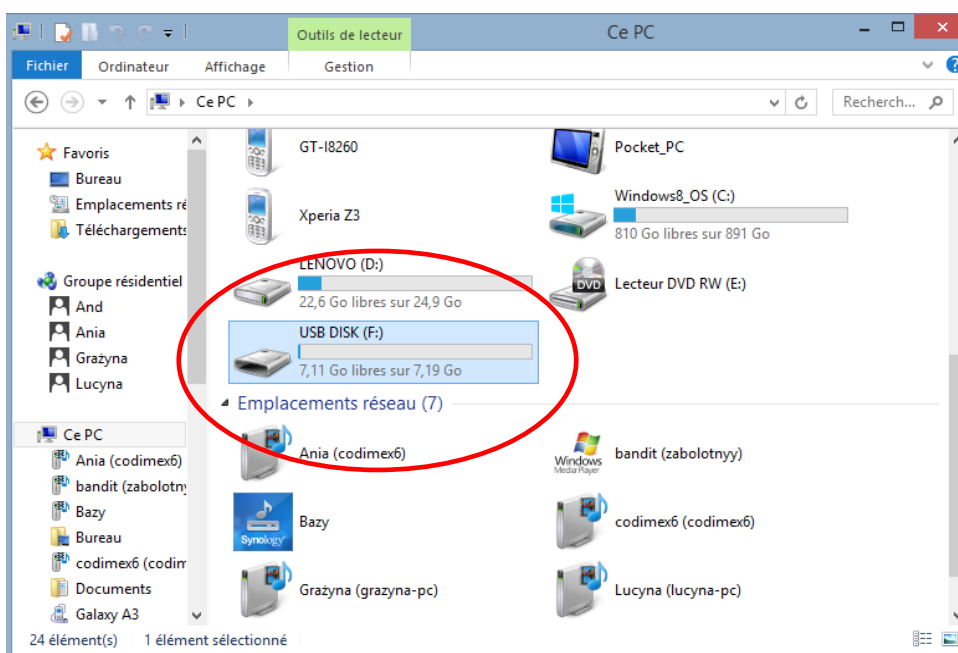 Outils de lecteur
Ce PC
Fichier
Ordinateur
Affichage
Gestion
Ce PC
Recherch...
Favoris
Bureau
Emplacements ré
Téléchargements
Groupe résidentiel
And
Ania
Grażyna
Lucyna
Ce PC
Ania (codimex6)
bandit (zabolotny
Bazy
Bureau
codimex6 (codim
Documents
Galaxy A3
GT-I8260
Pocket_PC
Xperia Z3
Windows8_OS (C:)
810 Go libres sur 891 Go
LENOVO (D:)
22,6 Go libres sur 24,9 Go
DVD
Lecteur DVD RW (E:)
USB DISK (F:)
7,11 Go libres sur 7,19 Go
Emplacements réseau (7)
Ania (codimex6)
Windows
Media Player
bandit (zabolotnyy)
Synology
Bazy
codimex6 (codimex6)
Grażyna (grazyna-pc)
Lucyna (lucyna-pc)
24 élément(s)
1 élément sélectionné